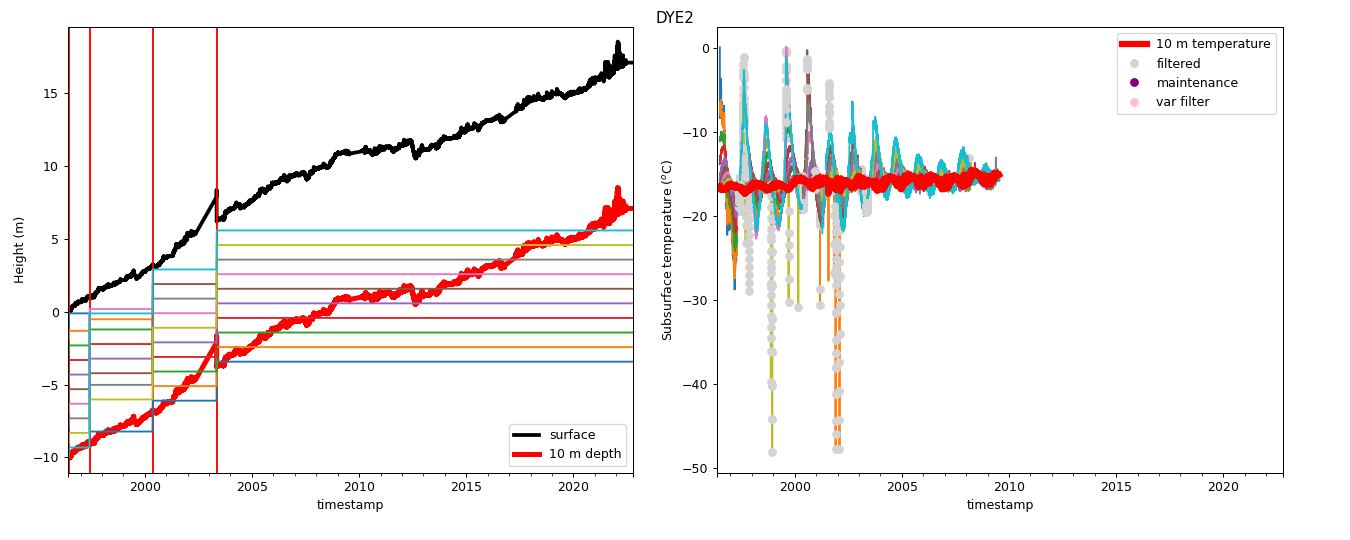 DYE2
Height (m)
15
10
5
0
−5
−10
2000
2005
2010
2015
2020
timestamp
surface
10 m depth
Subsurface temperature (°C)
0
−10
−20
−30
−40
−50
2000
2005
2010
2015
2020
timestamp
10 m temperature
filtered
maintenance
var filter